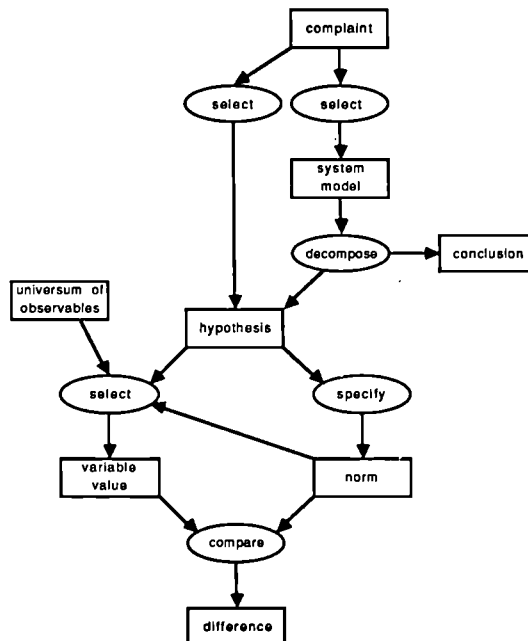 complaint
select
select
system
model
decompose
conclusion
universum of
observables
hypothesis
select
specify
variable
value
norm
compare
difference